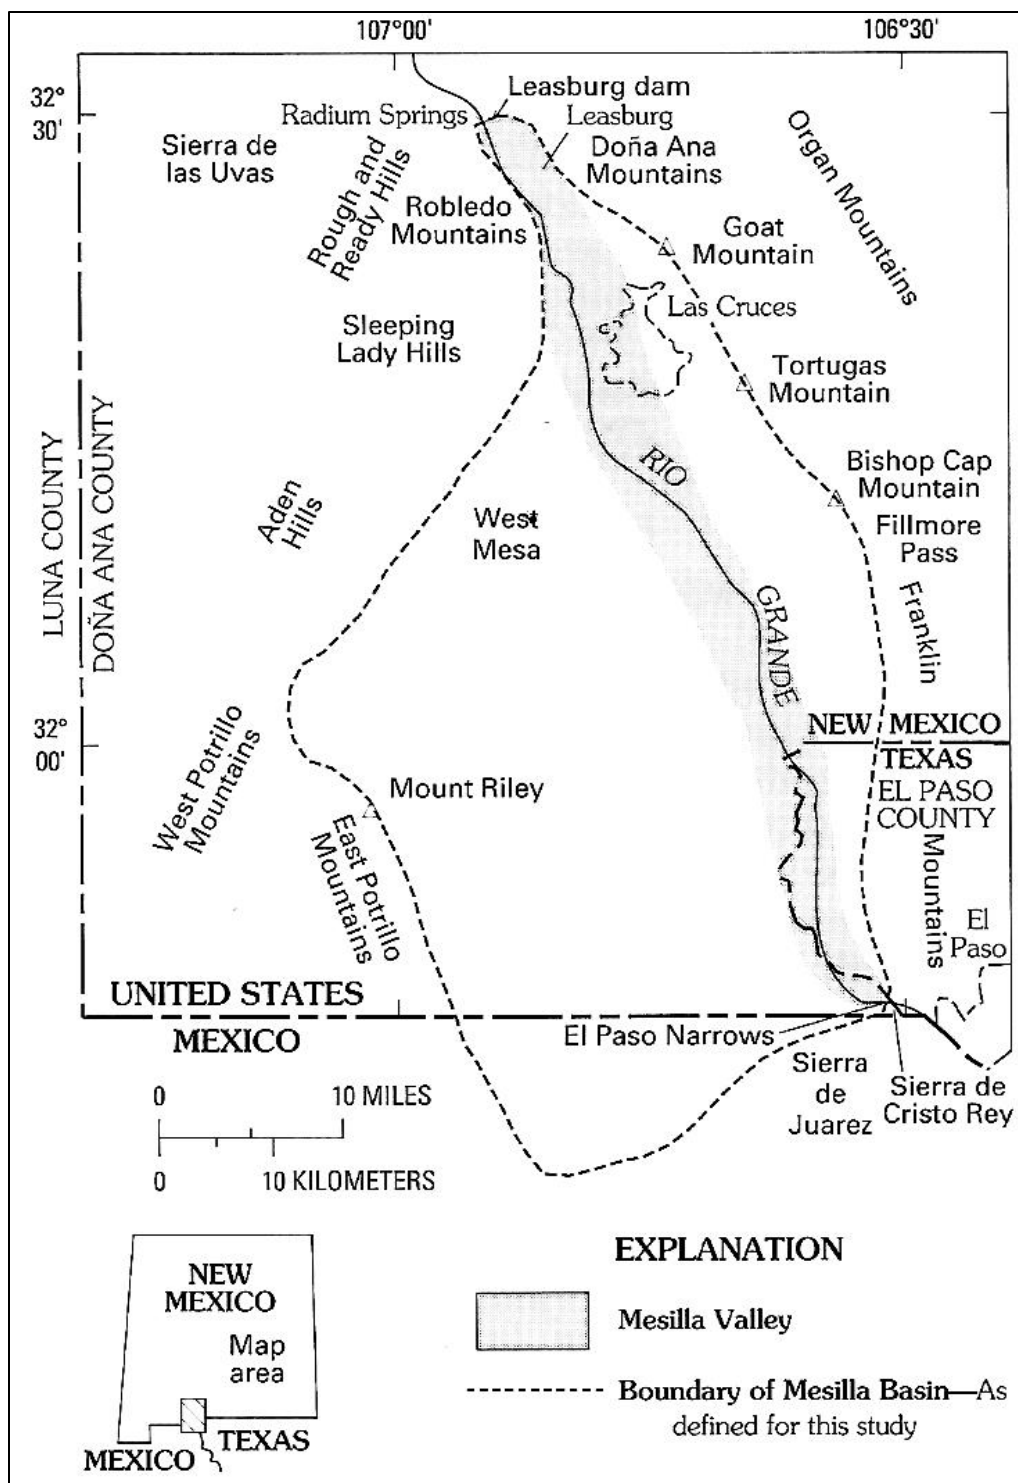 107°00'
106°30'
32°
30'
Leasburg dam
Radium Springs
Leasburg
Sierra de
las Uvas
Rough and
Ready Hills
Doña Ana
Mountains
Organ Mountains
Robledo
Mountains
Goat
Mountain
Las Cruces
Sleeping
Lady Hills
Tortugas
Mountain
LUNA COUNTY
DOÑA ANA COUNTY
RIO
GRANDE
Bishop Cap
Mountain
Aden
Hills
West
Mesa
Fillmore
Pass
Franklin
Mountains
32°
00'
NEW MEXICO
TEXAS
West Potrillo
Mountains
Mount Riley
EL PASO
COUNTY
East Potrillo
Mountains
El
Paso
UNITED STATES
MEXICO
El Paso Narrows
Sierra
de
Juarez
Sierra de
Cristo Rey
0 10 MILES
0 10 KILOMETERS
NEW
MEXICO
Map
area
TEXAS
MEXICO
EXPLANATION
Mesilla Valley
Boundary of Mesilla Basin—As
defined for this study